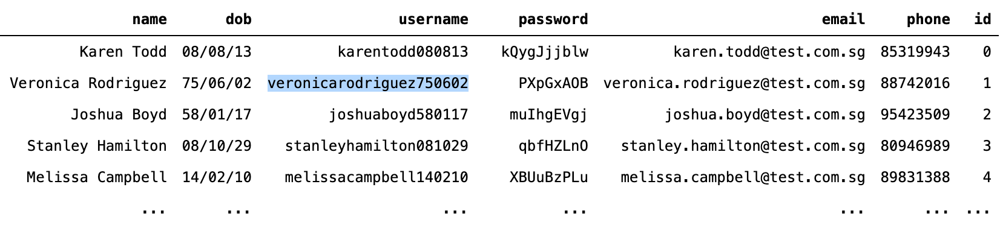 name dob username password email phone id
Karen Todd 08/08/13 karentodd080813 kQygJjjblw karen.todd@test.com.sg 85319943 0
Veronica Rodriguez 75/06/02 veronicarodriguez750602 PXpGxAOB veronica.rodriguez@test.com.sg 88742016 1
Joshua Boyd 58/01/17 joshuaboyd580117 muIhgEVgj joshua.boyd@test.com.sg 95423509 2
Stanley Hamilton 08/10/29 stanleyhamilton081029 qbfHZLnO stanley.hamilton@test.com.sg 80946989 3
Melissa Campbell 14/02/10 melissacampbell140210 XBUuBzPLu melissa.campbell@test.com.sg 89831388 4
... ... ... ... ... ... ...